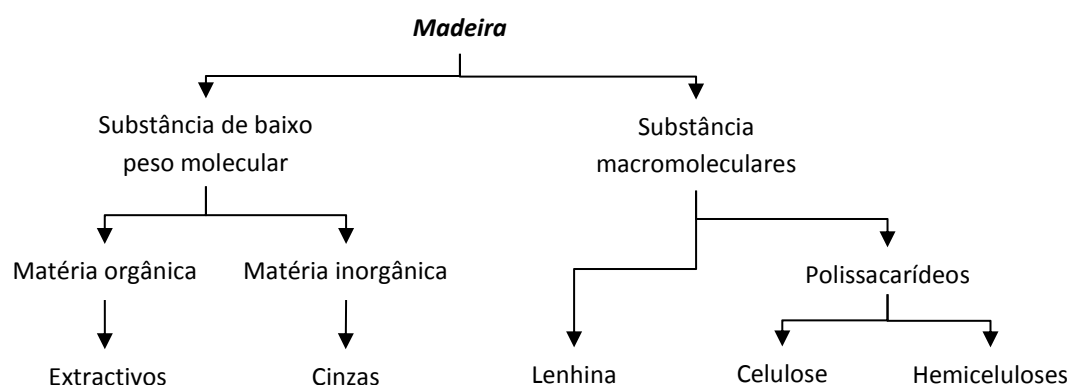 Madeira
Substância de baixo
peso molecular
Substância
macromoleculares
Matéria orgânica
Matéria inorgânica
Polissacarídeos
Extractivos
Cinzas
Lenhina
Celulose
Hemiceluloses